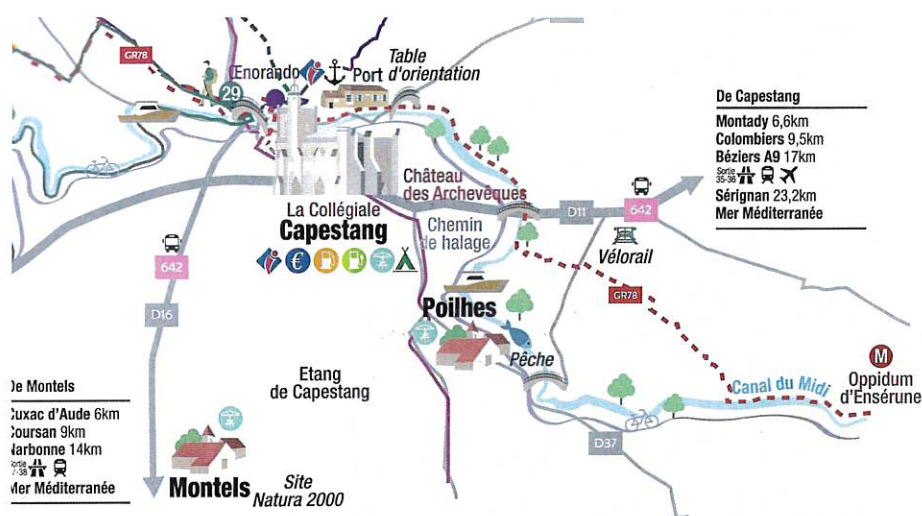 GR78
Œnorando
Port
Table
d'orientation
29
De Capestang
Montady 6,6km
Colombiers 9,5km
Béziers A9 17km
Sortie
35-36
Sérignan 23,2km
Mer Méditerranée
Château
des Archevêques
La Collégiale
Capestang
Chemin
de halage
D11
642
Vélorail
642
D16
Poilhes
GR78
Pêche
M
Oppidum
d'Ensérune
Canal du Midi
Etang
de Capestang
D37
De Montels
Cuxac d'Aude 6km
Coursan 9km
Narbonne 14km
Mer Méditerranée
Montels
Site
Natura 2000